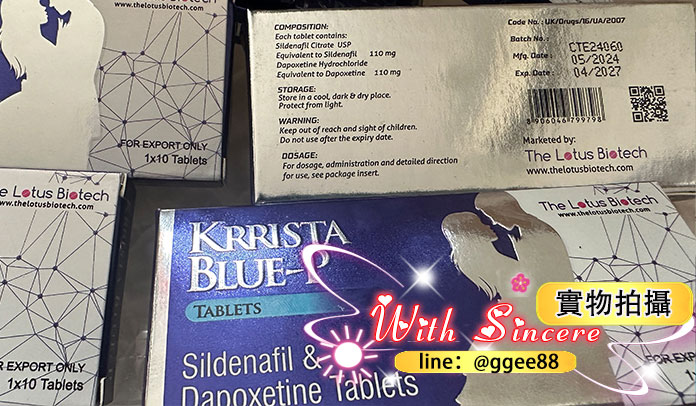 COMPOSITION:
Each tablet contains:
Sildenafil Citrate USP
Equivalent to Sildenafil 110 mg
Dapoxetine Hydrochloride
Equivalent to Dapoxetine 110 mg
STORAGE:
Store in a cool, dark & dry place.
Protect from light.
WARNING:
Keep out of reach and sight of children.
Do not use after the expiry date.
DOSAGE:
For dosage, administration and detailed direction
for use, see package insert.
Code No.: UK/Drugs/16/UA/2007
Batch No.: CTE24060
Mfg. Date: 05/2024
Exp. Date: 04/2027
8 906046 799798
Marketed by:
The Lotus Biotech
www.thelotusbiotech.com
FOR EXPORT ONLY
1x10 Tablets
The Lotus Biotech
www.thelotusbiotech.com
FOR EXPORT ONLY
1x10 Tablets
The Lotus Biotech
www.thelotusbiotech.com
KRRISTA
BLUE-P
TABLETS
Sildenafil &
Dapoxetine Tablets
FOR EXPORT
1x10
實物拍攝
With Sincere
line: @ggee88